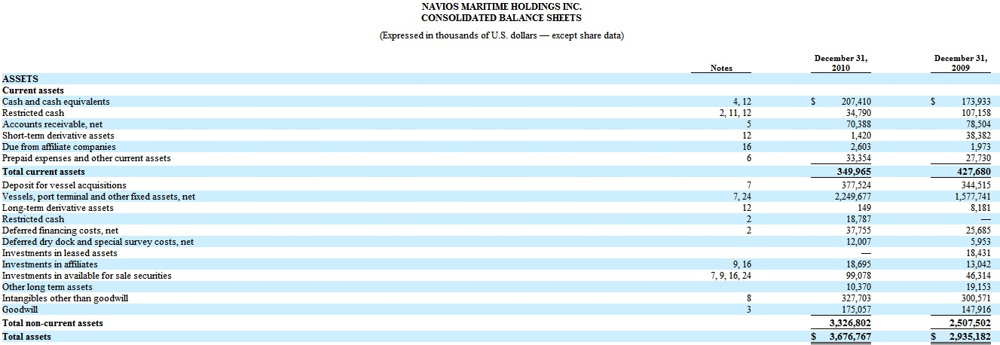 NAVIOS MARITIME HOLDINGS INC.
CONSOLIDATED BALANCE SHEETS
(Expressed in thousands of U.S. dollars — except share data)
Notes December 31, 2010 December 31, 2009
ASSETS
Current assets
Cash and cash equivalents 4, 12 $ 207,410 $ 173,933
Restricted cash 2, 11, 12 34,790 107,158
Accounts receivable, net 5 70,388 78,504
Short-term derivative assets 12 1,420 38,382
Due from affiliate companies 16 2,603 1,973
Prepaid expenses and other current assets 6 33,354 27,730
Total current assets 349,965 427,680
Deposit for vessel acquisitions 7 377,524 344,515
Vessels, port terminal and other fixed assets, net 7, 24 2,249,677 1,577,741
Long-term derivative assets 12 149 8,181
Restricted cash 2 18,787 —
Deferred financing costs, net 2 37,755 25,685
Deferred dry dock and special survey costs, net 12,007 5,953
Investments in leased assets — 18,431
Investments in affiliates 9, 16 18,695 13,042
Investments in available for sale securities 7, 9, 16, 24 99,078 46,314
Other long term assets 10,370 19,153
Intangibles other than goodwill 8 327,703 300,571
Goodwill 3 175,057 147,916
Total non-current assets 3,326,802 2,507,502
Total assets $ 3,676,767 $ 2,935,182